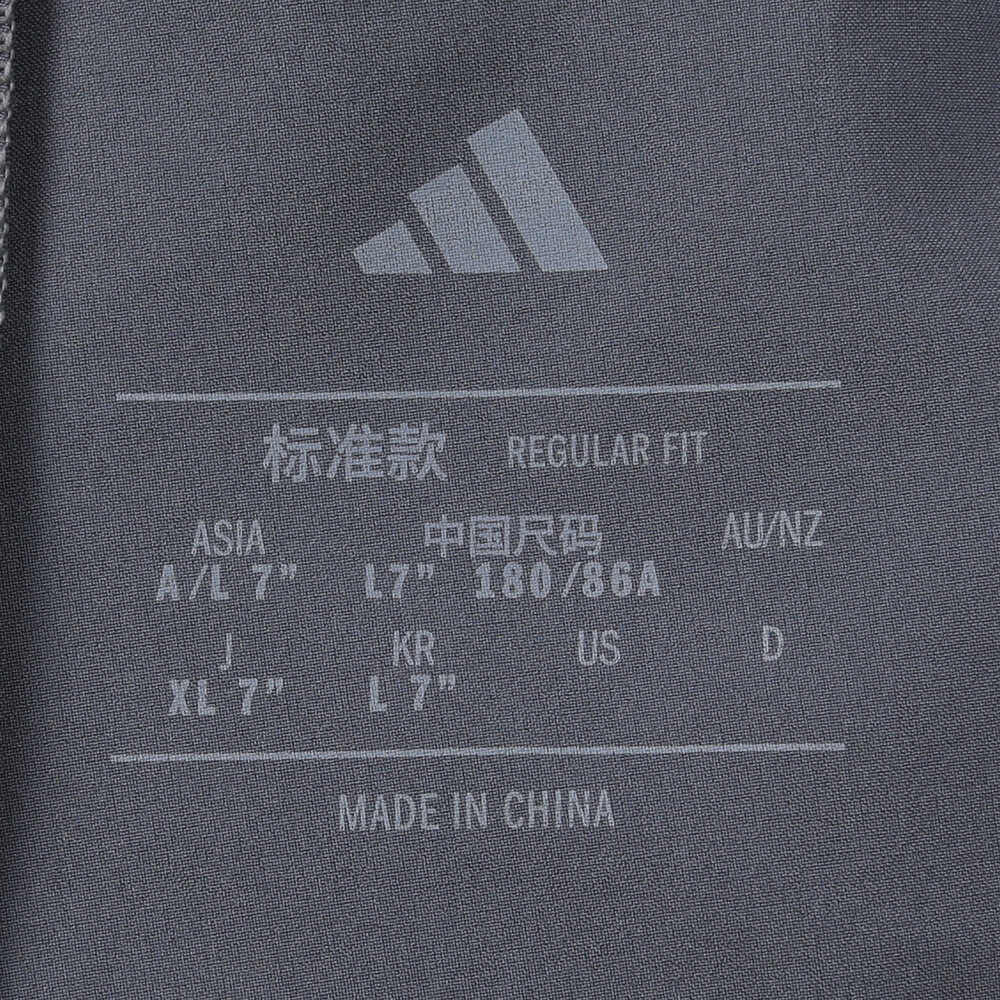 标准款 REGULAR FIT
ASIA 中国尺码 AU/NZ
A/L 7” L7” 180/86A
J KR US D
XL 7” L 7”
MADE IN CHINA